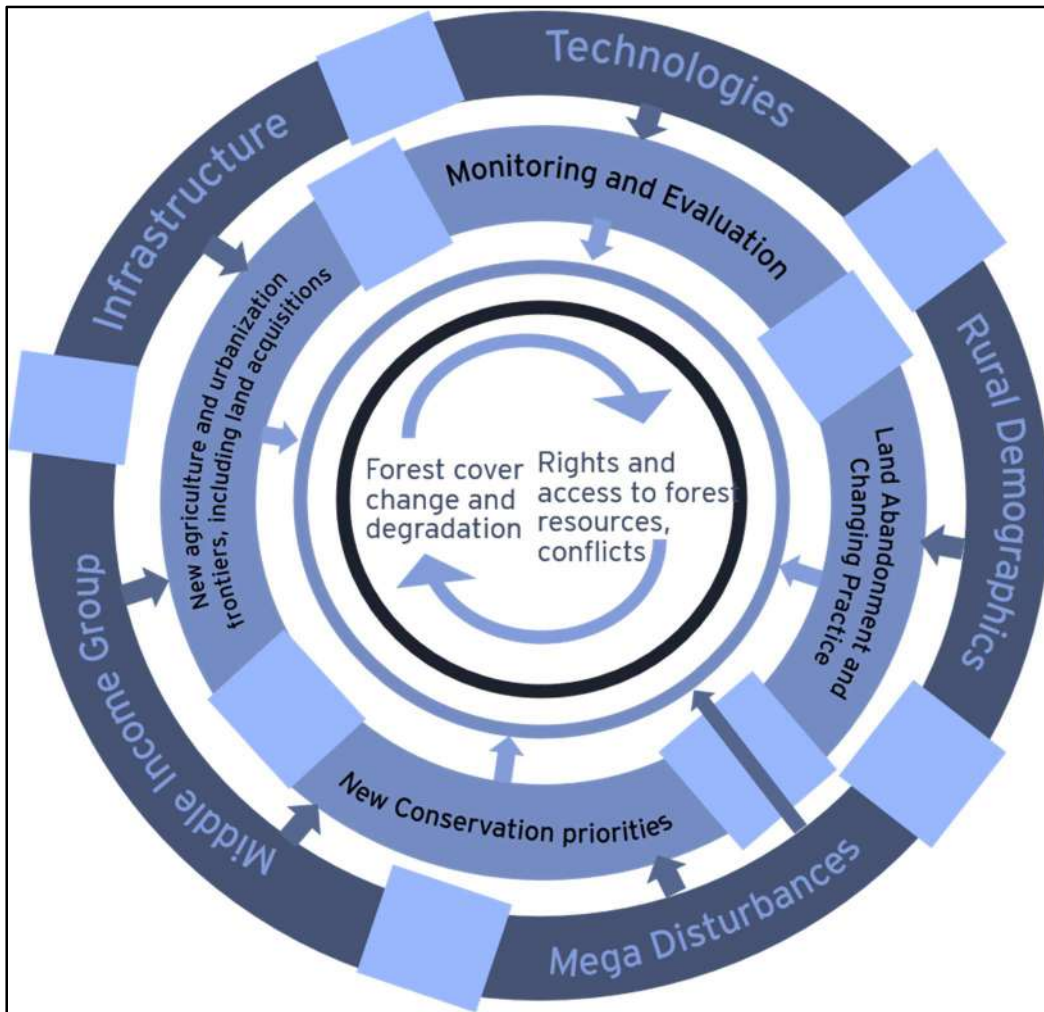 Technologies
Infrastructure
Monitoring and Evaluation
New agriculture and urbanization
frontiers, including land acquisitions
Rural Demographics
Land Abandonment and
Changing Practice
Forest cover
change and
degradation
Rights and
access to forest
resources,
conflicts
Middle Income Group
New Conservation priorities
Mega Disturbances